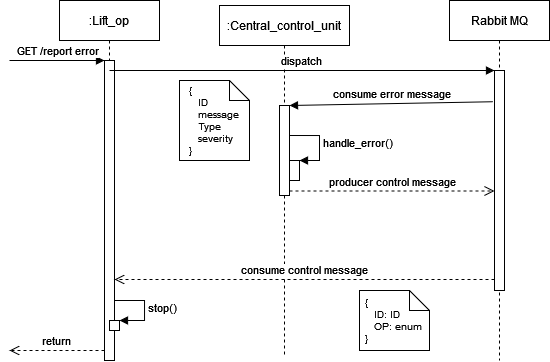 :Lift_op
:Central_control_unit
Rabbit MQ
GET /report error
dispatch
{
ID
message
Type
severity
}
consume error message
handle_error()
producer control message
consume control message
stop()
{
ID: ID
OP: enum
}
return